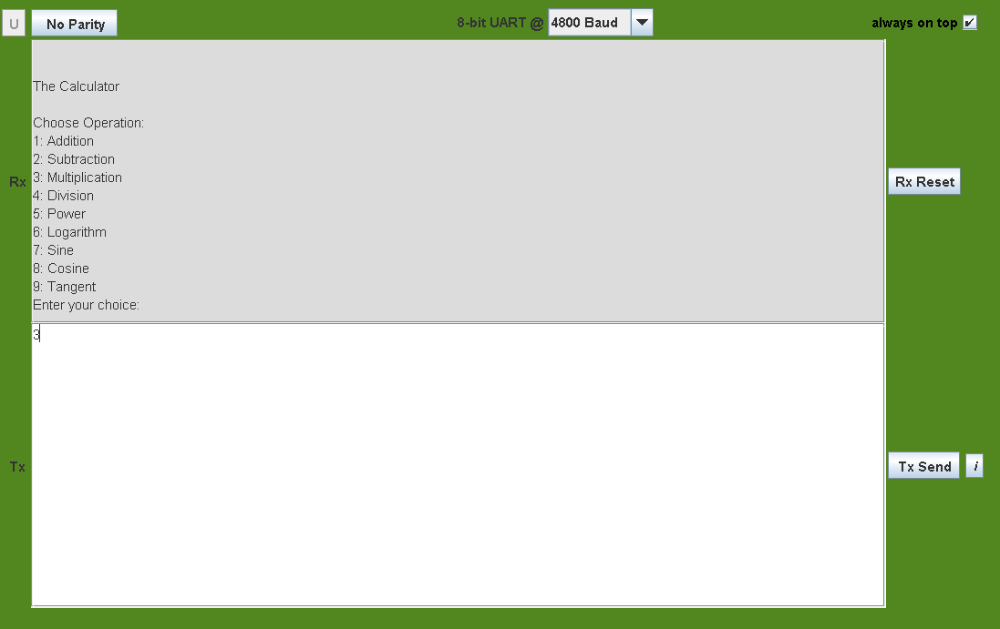 U No Parity 8-bit UART @ 4800 Baud always on top
The Calculator
Choose Operation:
1: Addition
2: Subtraction
3: Multiplication
Rx Rx Reset
4: Division
5: Power
6: Logarithm
7: Sine
8: Cosine
9: Tangent
Enter your choice:
3
Tx Tx Send i